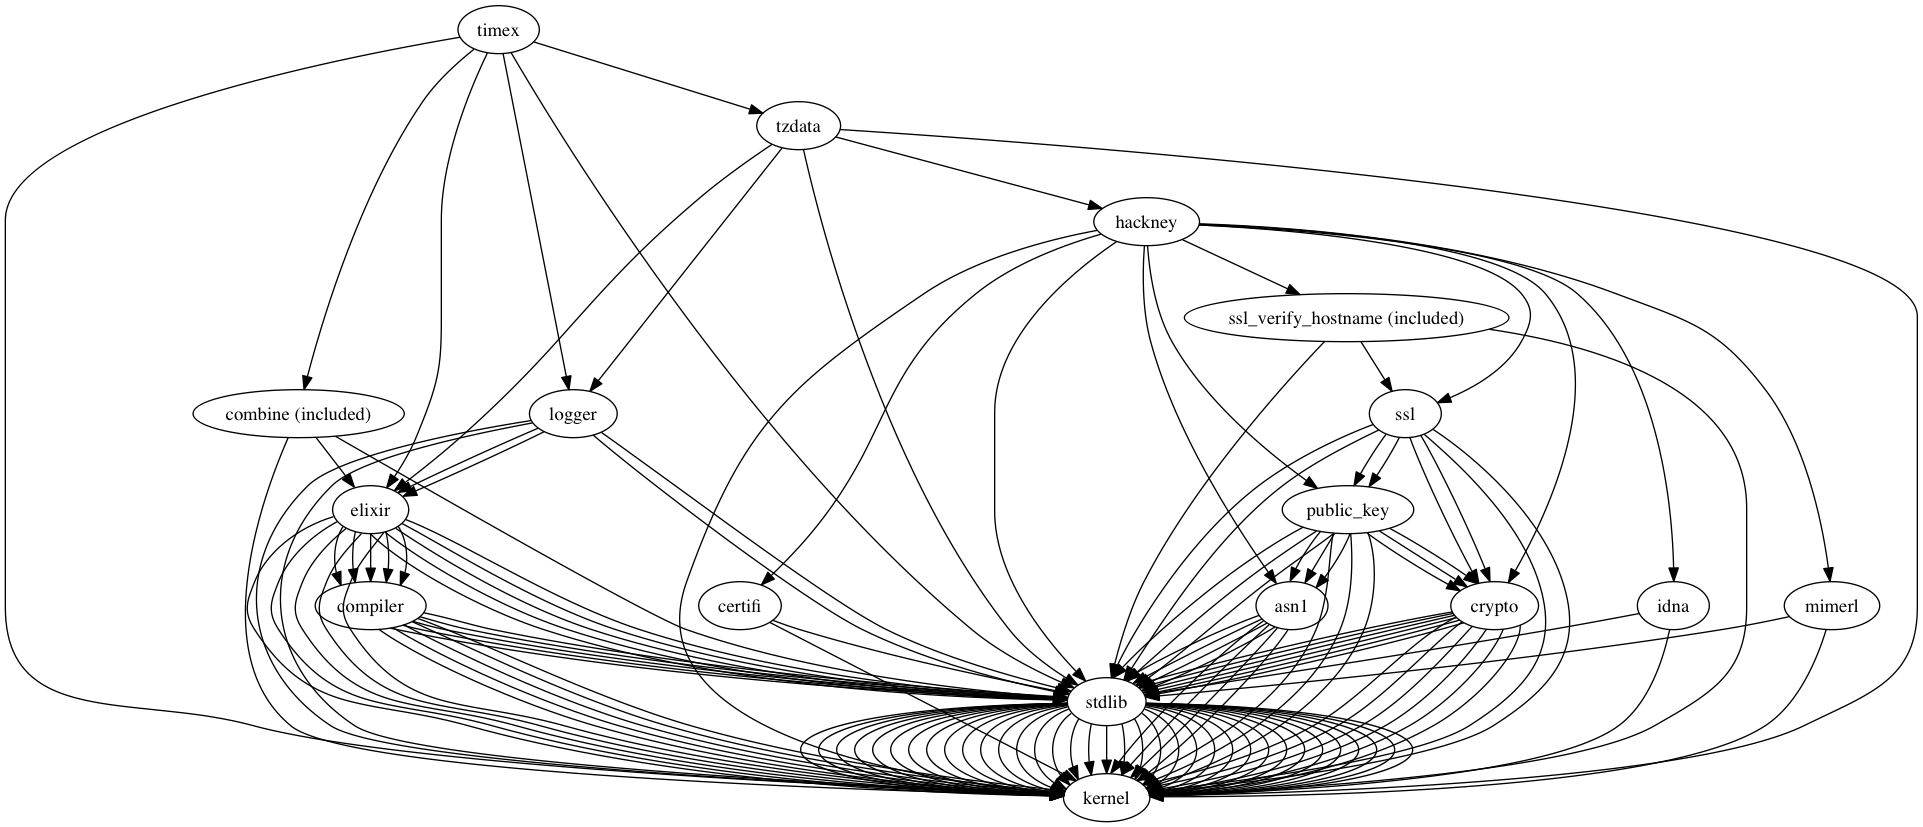 timex
tzdata
hackney
ssl_verify_hostname (included)
combine (included)
logger
ssl
elixir
public_key
compiler
certifi
asn1
crypto
idna
mimerl
stdlib
kernel